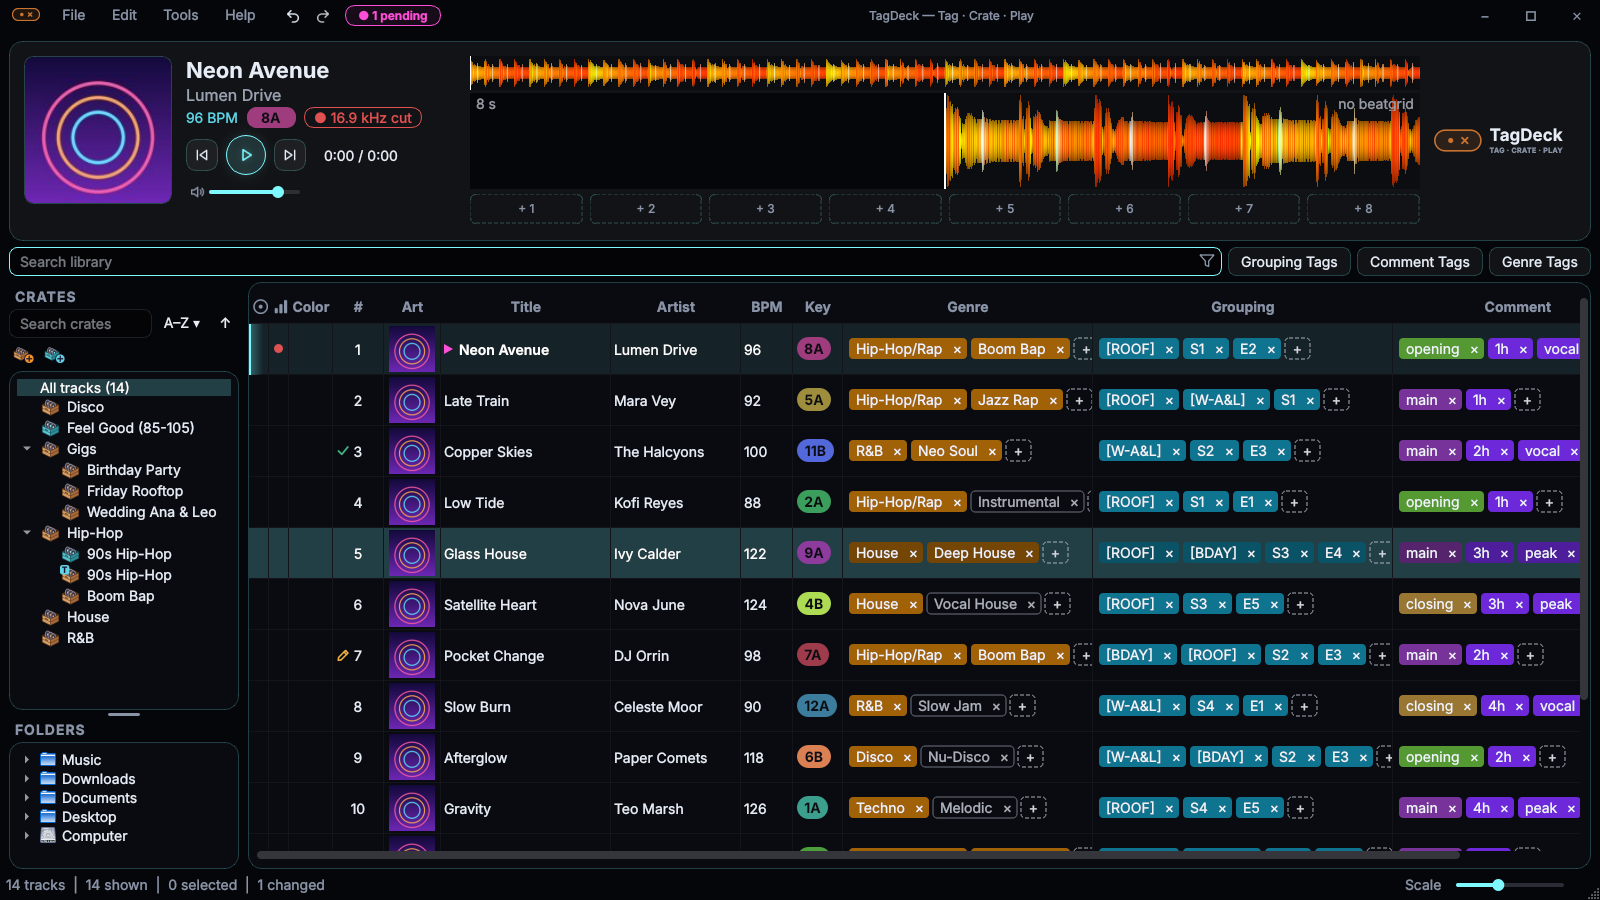 File Edit Tools Help 1 pending TagDeck — Tag · Crate · Play
Neon Avenue
Lumen Drive
96 BPM 8A 16.9 kHz cut
0:00 / 0:00
8 s no beatgrid
+ 1 + 2 + 3 + 4 + 5 + 6 + 7 + 8
TagDeck
TAG · CRATE · PLAY
Search library Grouping Tags Comment Tags Genre Tags
CRATES
Search crates A–Z ▾ ↑
All tracks (14)
Disco
Feel Good (85-105)
Gigs
Birthday Party
Friday Rooftop
Wedding Ana & Leo
Hip-Hop
90s Hip-Hop
T 90s Hip-Hop
Boom Bap
House
R&B
FOLDERS
Music
Downloads
Documents
Desktop
Computer
Color # Art Title Artist BPM Key Genre Grouping Comment
1 Neon Avenue Lumen Drive 96 8A Hip-Hop/Rap × Boom Bap × + [ROOF] × S1 × E2 × + opening × 1h × vocal
2 Late Train Mara Vey 92 5A Hip-Hop/Rap × Jazz Rap × + [ROOF] × [W-A&L] × S1 × + main × 1h × +
3 Copper Skies The Halcyons 100 11B R&B × Neo Soul × + [W-A&L] × S2 × E3 × + main × 2h × vocal ×
4 Low Tide Kofi Reyes 88 2A Hip-Hop/Rap × Instrumental × [ROOF] × S1 × E1 × + opening × 1h × +
5 Glass House Ivy Calder 122 9A House × Deep House × + [ROOF] × [BDAY] × S3 × E4 × + main × 3h × peak ×
6 Satellite Heart Nova June 124 4B House × Vocal House × + [ROOF] × S3 × E5 × + closing × 3h × peak
7 Pocket Change DJ Orrin 98 7A Hip-Hop/Rap × Boom Bap × + [BDAY] × [ROOF] × S2 × E3 × + main × 2h × +
8 Slow Burn Celeste Moor 90 12A R&B × Slow Jam × + [W-A&L] × S4 × E1 × + closing × 4h × vocal
9 Afterglow Paper Comets 118 6B Disco × Nu-Disco × + [W-A&L] × [BDAY] × S2 × E3 × + opening × 2h × +
10 Gravity Teo Marsh 126 1A Techno × Melodic × + [ROOF] × S4 × E5 × + main × 4h × peak ×
14 tracks | 14 shown | 0 selected | 1 changed Scale